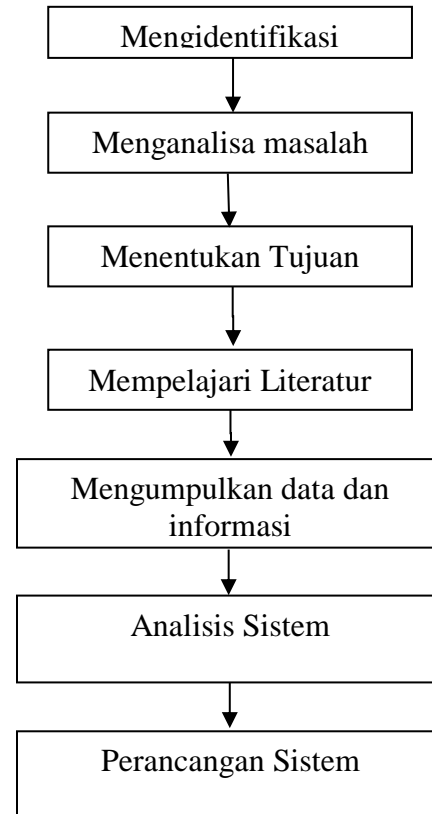 Mengidentifikasi
Menganalisa masalah
Menentukan Tujuan
Mempelajari Literatur
Mengumpulkan data dan
informasi
Analisis Sistem
Perancangan Sistem